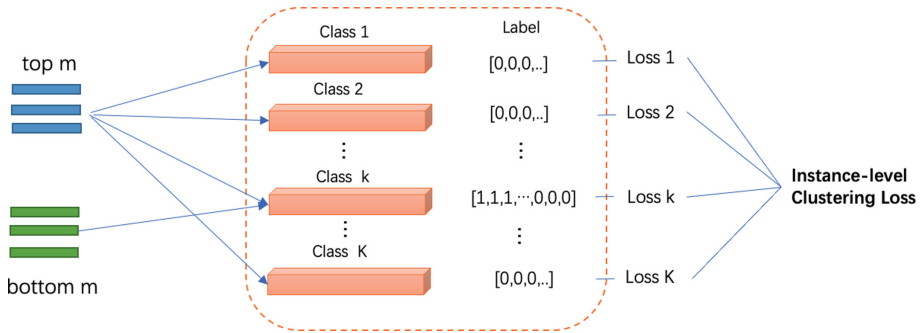 Class 1
Label
top m
[0,0,0,..]
Loss 1
Class 2
[0,0,0,..]
Loss 2
⋮
⋮
Class k
[1,1,1,⋯,0,0,0]
Loss k
Instance-level
Clustering Loss
⋮
⋮
Class K
bottom m
[0,0,0,..]
Loss K